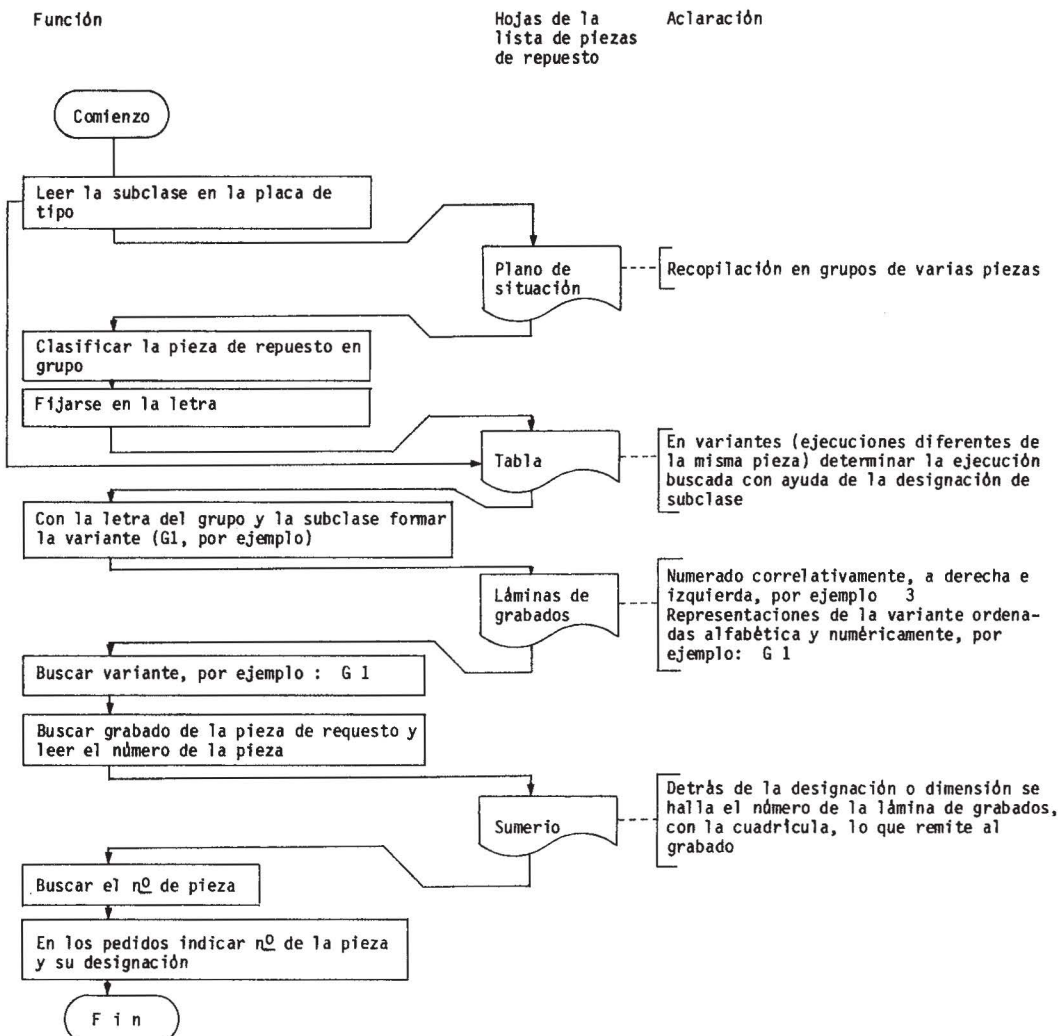 Función
Hojas de la
lista de piezas
de repuesto
Aclaración
Comienzo
Leer la subclase en la placa de
tipo
Plano de
situación
Recopilación en grupos de varias piezas
Clasificar la pieza de repuesto en
grupo
Fijarse en la letra
Tabla
En variantes (ejecuciones diferentes de
la misma pieza) determinar la ejecución
buscada con ayuda de la designación de
subclase
Con la letra del grupo y la subclase formar
la variante (G1, por ejemplo)
Láminas de
grabados
Numerado correlativamente, a derecha e
izquierda, por ejemplo 3
Representaciones de la variante ordena-
das alfabética y numéricamente, por
ejemplo: G 1
Buscar variante, por ejemplo : G 1
Buscar grabado de la pieza de requesto y
leer el número de la pieza
Sumerio
Detrás de la designación o dimensión se
halla el número de la lámina de grabados,
con la cuadrícula, lo que remite al
grabado
Buscar el nº de pieza
En los pedidos indicar nº de la pieza
y su designación
F i n